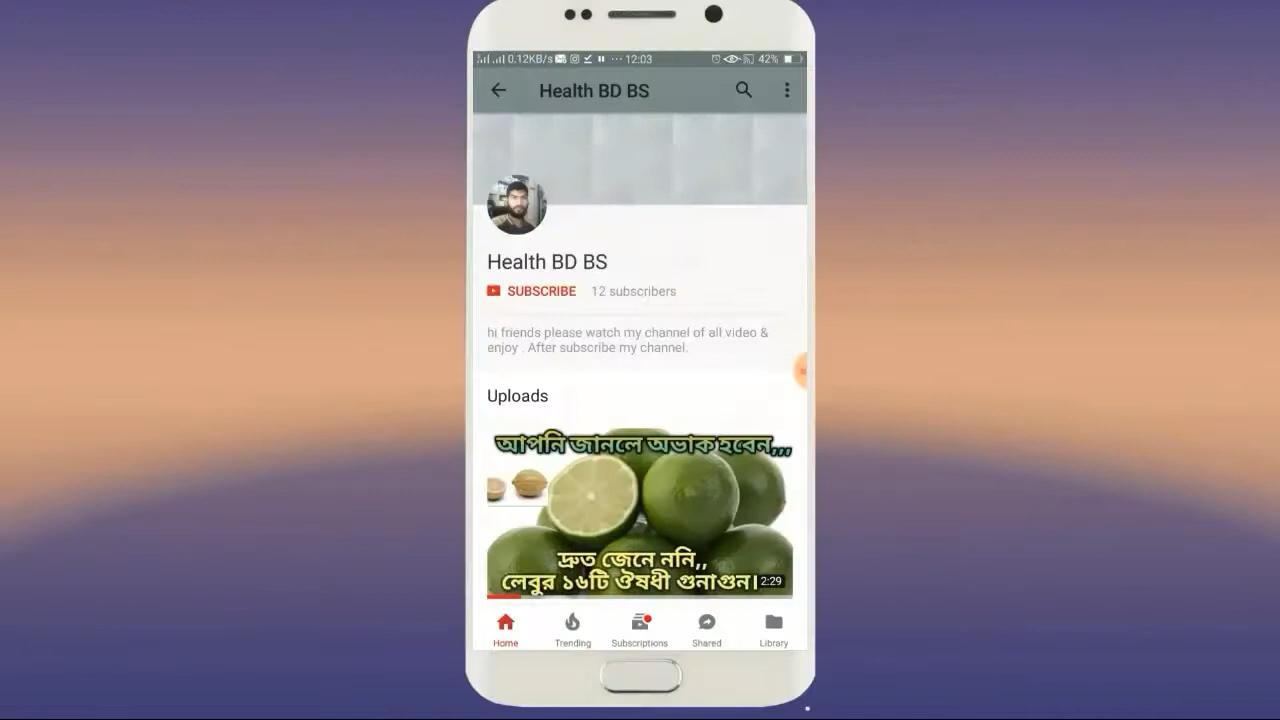 0.12KB/s ··· 12:03 42%
Health BD BS
Health BD BS
SUBSCRIBE 12 subscribers
hi friends please watch my channel of all video &
enjoy . After subscribe my channel.
Uploads
আপনি জানলে অভাক হবেন,,,
দ্রুত জেনে ননি,,
লেবুর ১৬টি ঔষধী গুনাগুন।
2:29
Home Trending Subscriptions Shared Library